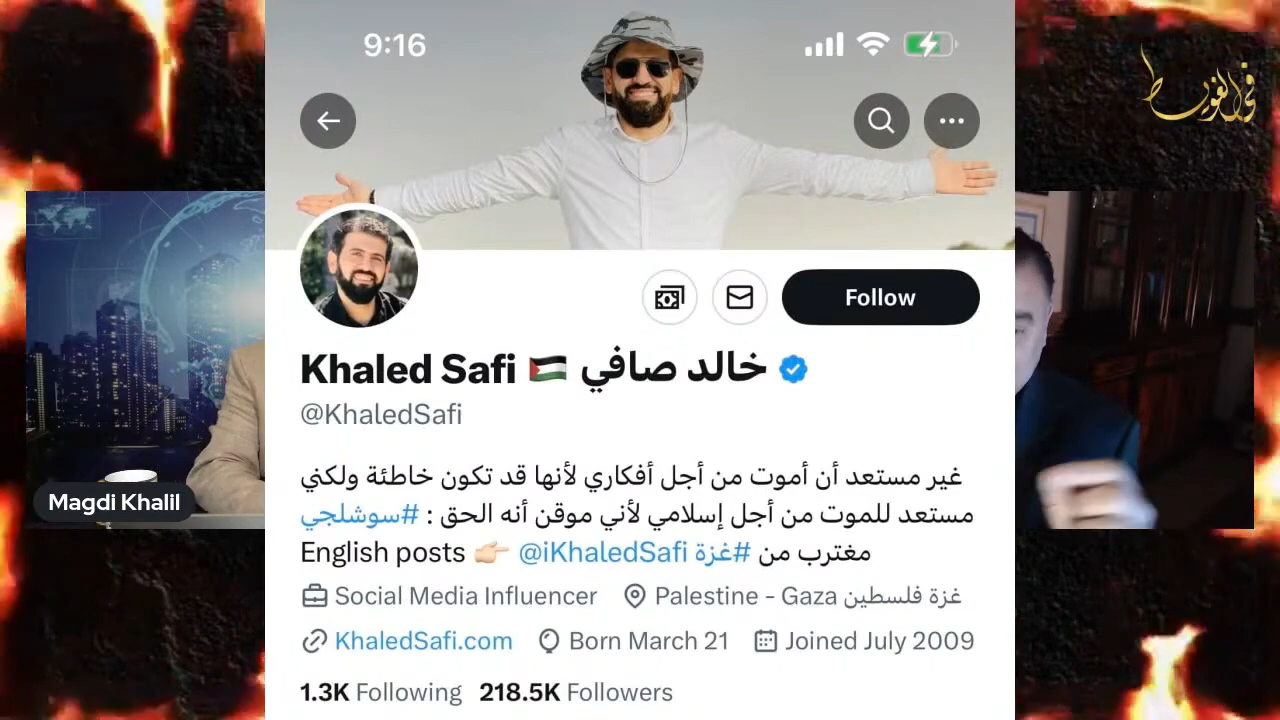 9:16
في الغويط
Follow
Khaled Safi خالد صافي
@KhaledSafi
غير مستعد أن أموت من أجل أفكاري لأنها قد تكون خاطئة ولكني
مستعد للموت من أجل إسلامي لأني موقن أنه الحق : #سوشلجي
مغترب من #غزة @iKhaledSafi English posts
Social Media Influencer Palestine - Gaza غزة فلسطين
KhaledSafi.com Born March 21 Joined July 2009
1.3K Following 218.5K Followers
Magdi Khalil